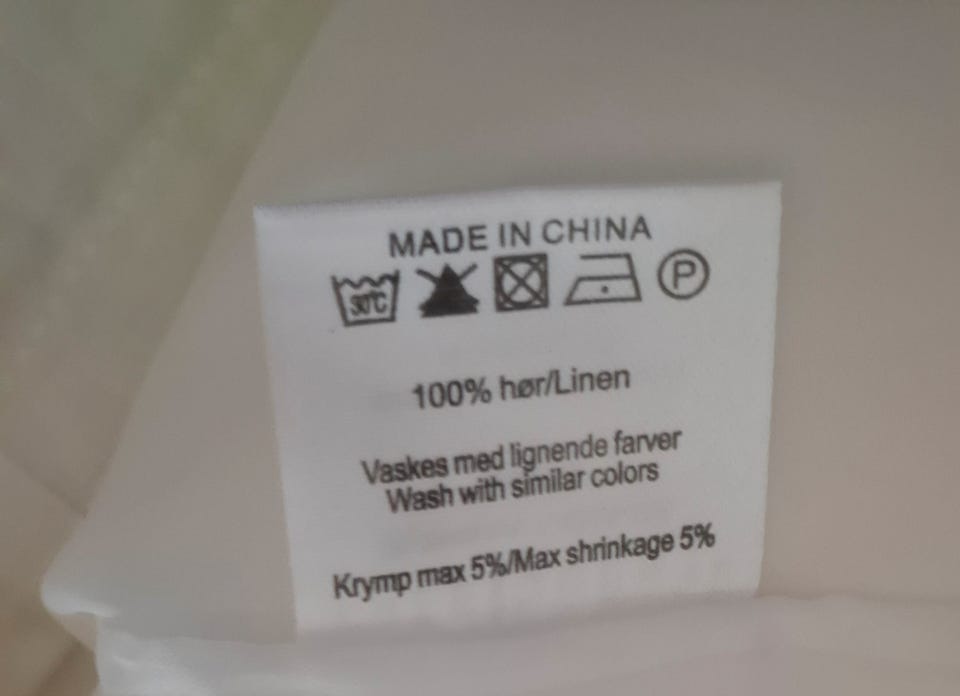 MADE IN CHINA
30°C P
100% hør/Linen
Vaskes med lignende farver
Wash with similar colors
Krymp max 5%/Max shrinkage 5%